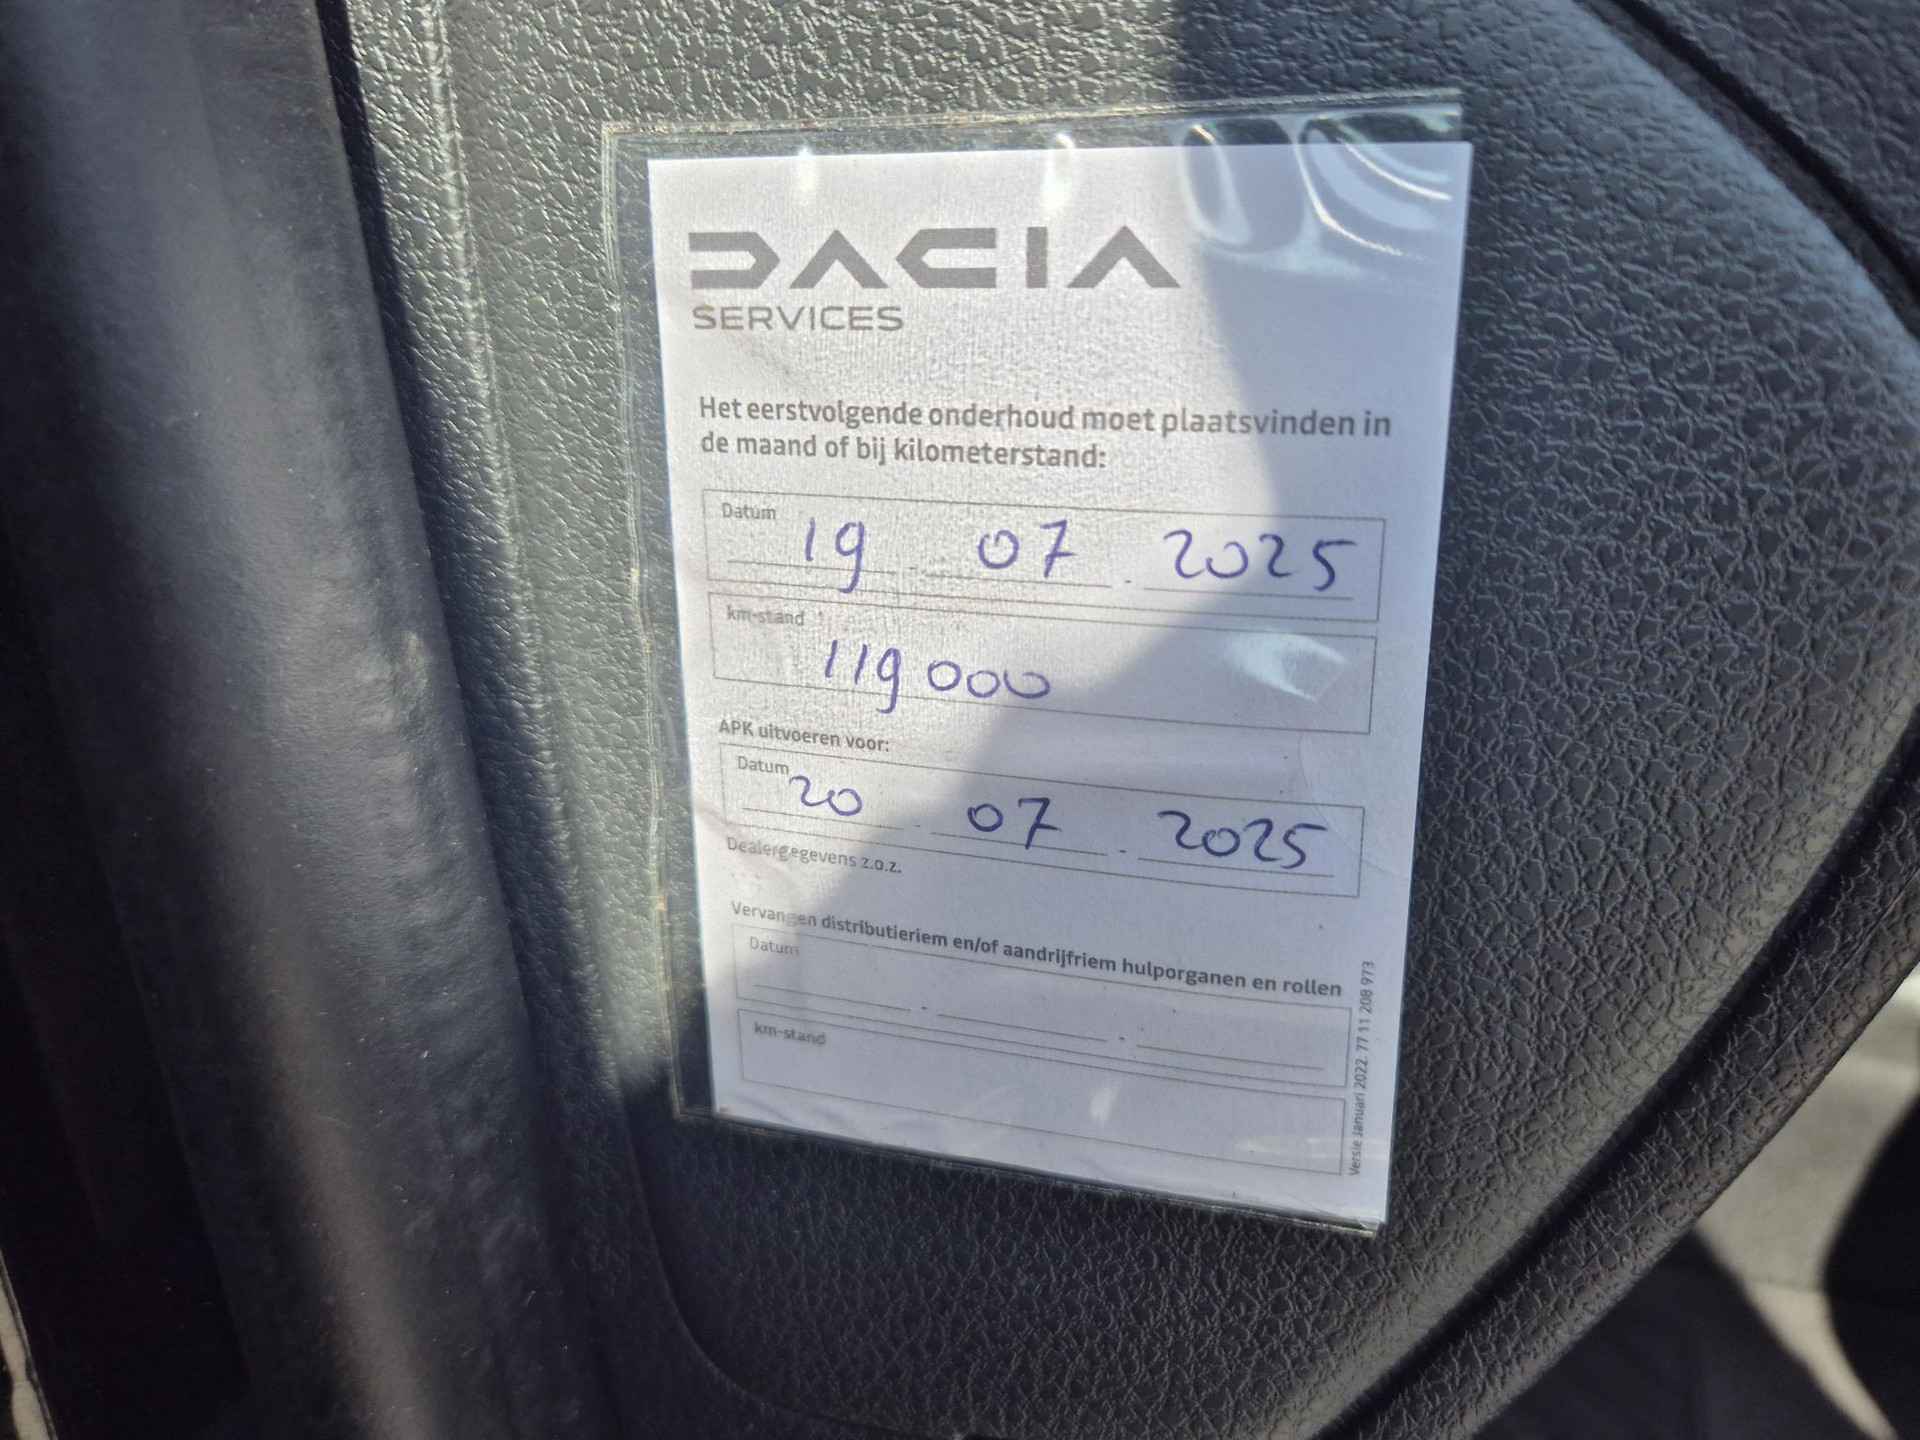 DACIA
SERVICES
Het eerstvolgende onderhoud moet plaatsvinden in
de maand of bij kilometerstand:
Datum
19 . 07 . 2025
km-stand
119 000
APK uitvoeren voor:
Datum
20 . 07 . 2025
Dealergegevens z.o.z.
Vervangen distributieriem en/of aandrijfriem hulporganen en rollen
Datum
km-stand
Versie Januari 2022. 77 11 208 973